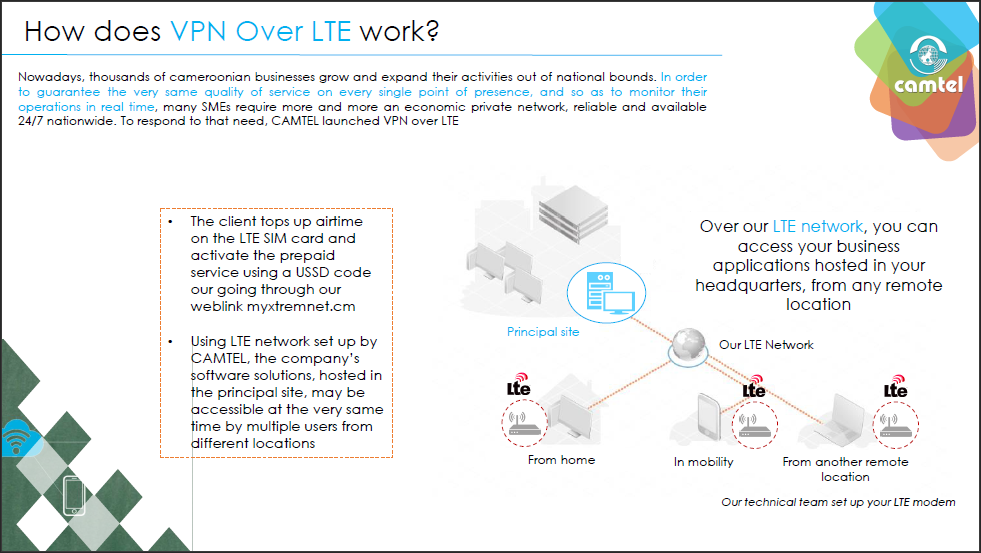 How does VPN Over LTE work?
camtel
Nowadays, thousands of cameroonian businesses grow and expand their activities out of national bounds. In order
to guarantee the very same quality of service on every single point of presence, and so as to monitor their
operations in real time, many SMEs require more and more an economic private network, reliable and available
24/7 nationwide. To respond to that need, CAMTEL launched VPN over LTE
• The client tops up airtime
on the LTE SIM card and
activate the prepaid
service using a USSD code
our going through our
weblink myxtremnet.cm
• Using LTE network set up by
CAMTEL, the company's
software solutions, hosted in
the principal site, may be
accessible at the very same
time by multiple users from
different locations
Principal site
Over our LTE network, you can
access your business
applications hosted in your
headquarters, from any remote
location
Our LTE Network
lte
lte
lte
From home
In mobility
From another remote
location
Our technical team set up your LTE modem